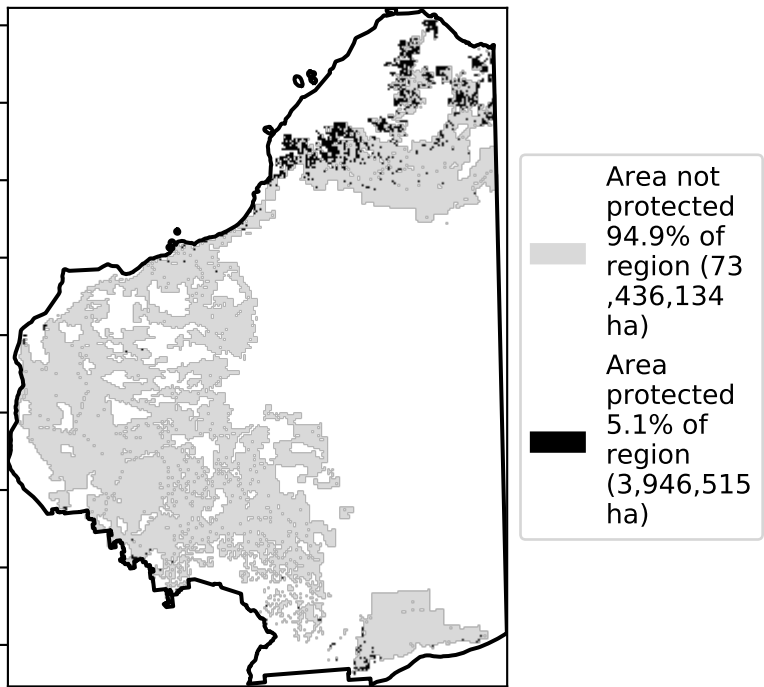 Area not
protected
94.9% of
region (73
,436,134
ha)
Area
protected
5.1% of
region
(3,946,515
ha)